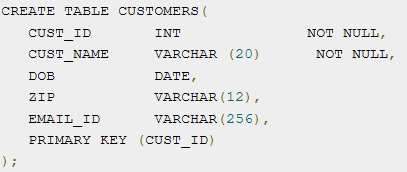 CREATE TABLE CUSTOMERS(
CUST_ID INT NOT NULL,
CUST_NAME VARCHAR (20) NOT NULL,
DOB DATE,
ZIP VARCHAR(12),
EMAIL_ID VARCHAR(256),
PRIMARY KEY (CUST_ID)
);